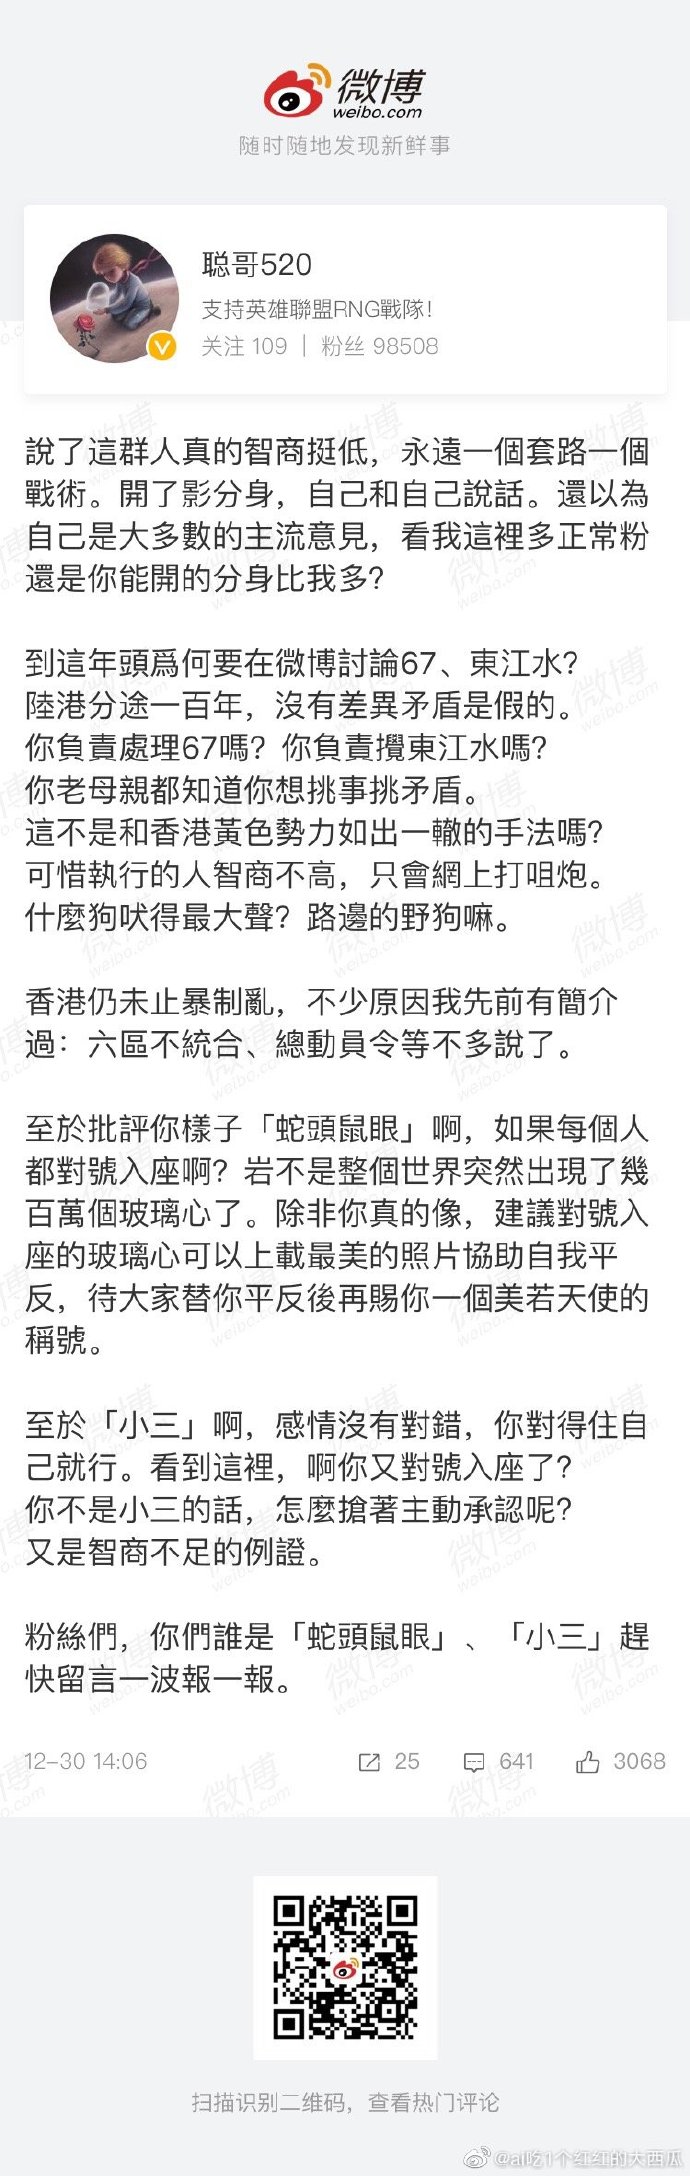 微博
weibo.com
随时随地发现新鲜事
聪哥520
支持英雄聯盟RNG戰隊!
关注 109 | 粉丝 98508
說了這群人真的智商挺低，永遠一個套路一個
戰術。開了影分身，自己和自己說話。還以為
自己是大多數的主流意見，看我這裡多正常粉
還是你能開的分身比我多?
到這年頭爲何要在微博討論67、東江水?
陸港分途一百年，沒有差異矛盾是假的。
你負責處理67嗎? 你負責攪東江水嗎?
你老母親都知道你想挑事挑矛盾。
這不是和香港黃色勢力如出一轍的手法嗎?
可惜執行的人智商不高，只會網上打咀炮。
什麼狗吠得最大聲? 路邊的野狗嘛。
香港仍未止暴制亂，不少原因我先前有簡介
過：六區不統合、總動員令等不多說了。
至於批評你樣子「蛇頭鼠眼」啊，如果每個人
都對號入座啊? 岩不是整個世界突然出現了幾
百萬個玻璃心了。除非你真的像，建議對號入
座的玻璃心可以上載最美的照片協助自我平
反，待大家替你平反後再賜你一個美若天使的
稱號。
至於「小三」啊，感情沒有對錯，你對得住自
己就行。看到這裡，啊你又對號入座了?
你不是小三的話，怎麼搶著主動承認呢?
又是智商不足的例證。
粉絲們，你們誰是「蛇頭鼠眼」、「小三」趕
快留言一波報一報。
12-30 14:06 25 641 3068
扫描识别二维码，查看热门评论
@al吃1个红红的大西瓜